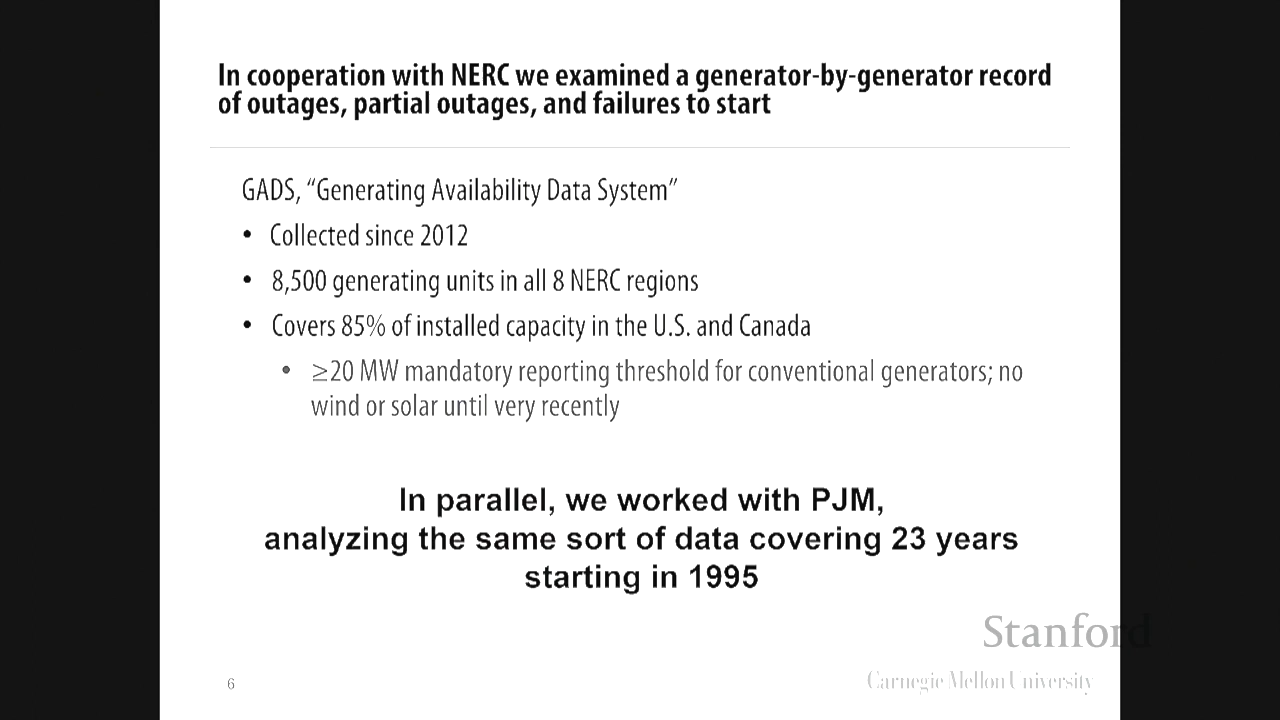 In cooperation with NERC we examined a generator-by-generator record
of outages, partial outages, and failures to start
GADS, “Generating Availability Data System”
• Collected since 2012
• 8,500 generating units in all 8 NERC regions
• Covers 85% of installed capacity in the U.S. and Canada
• ≥20 MW mandatory reporting threshold for conventional generators; no
wind or solar until very recently
In parallel, we worked with PJM,
analyzing the same sort of data covering 23 years
starting in 1995
Stanford
6
Carnegie Mellon University